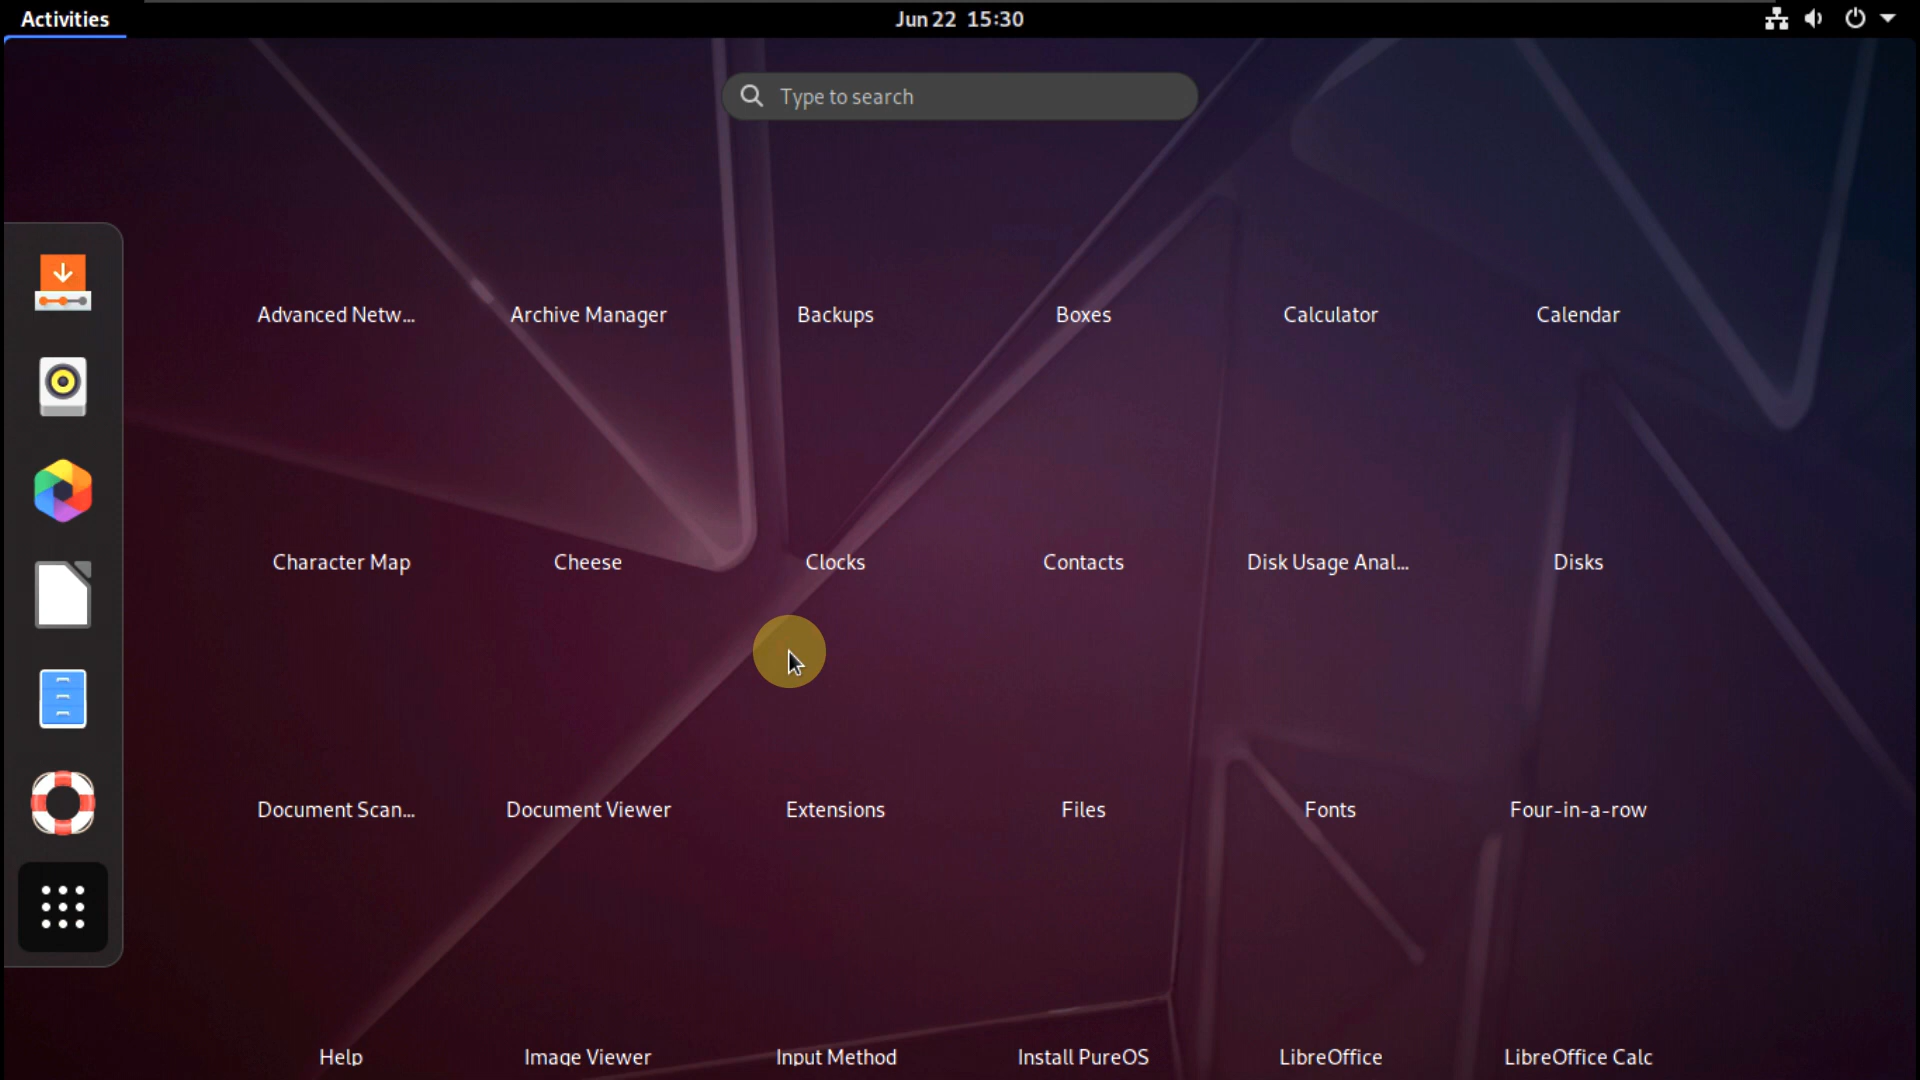 Activities
Jun 22 15:30
Type to search
Advanced Netw...
Archive Manager
Backups
Boxes
Calculator
Calendar
Character Map
Cheese
Clocks
Contacts
Disk Usage Anal...
Disks
Document Scan...
Document Viewer
Extensions
Files
Fonts
Four-in-a-row
Help
Image Viewer
Input Method
Install PureOS
LibreOffice
LibreOffice Calc